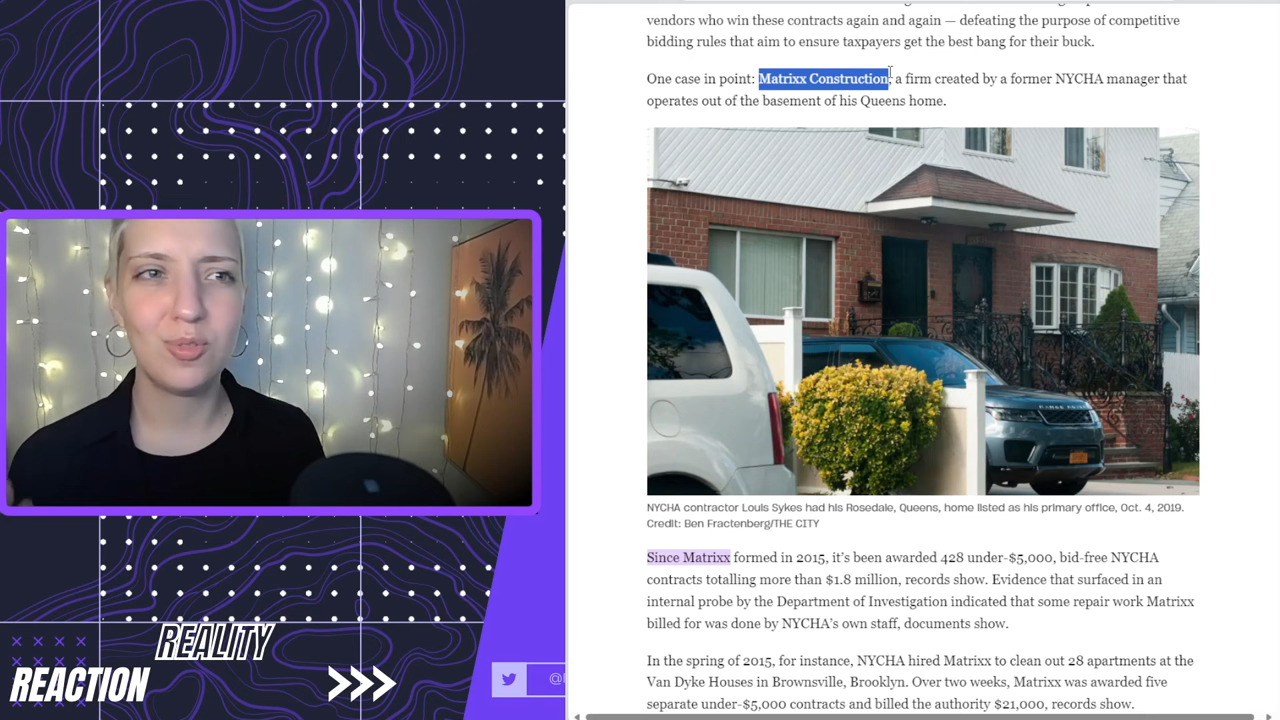 vendors who win these contracts again and again — defeating the purpose of competitive
bidding rules that aim to ensure taxpayers get the best bang for their buck.
One case in point: Matrixx Construction, a firm created by a former NYCHA manager that
operates out of the basement of his Queens home.
NYCHA contractor Louis Sykes had his Rosedale, Queens, home listed as his primary office, Oct. 4, 2019.
Credit: Ben Fractenberg/THE CITY
Since Matrixx formed in 2015, it's been awarded 428 under-$5,000, bid-free NYCHA
contracts totalling more than $1.8 million, records show. Evidence that surfaced in an
internal probe by the Department of Investigation indicated that some repair work Matrixx
billed for was done by NYCHA's own staff, documents show.
In the spring of 2015, for instance, NYCHA hired Matrixx to clean out 28 apartments at the
Van Dyke Houses in Brownsville, Brooklyn. Over two weeks, Matrixx was awarded five
separate under-$5,000 contracts and billed the authority $21,000, records show.
REALITY
REACTION